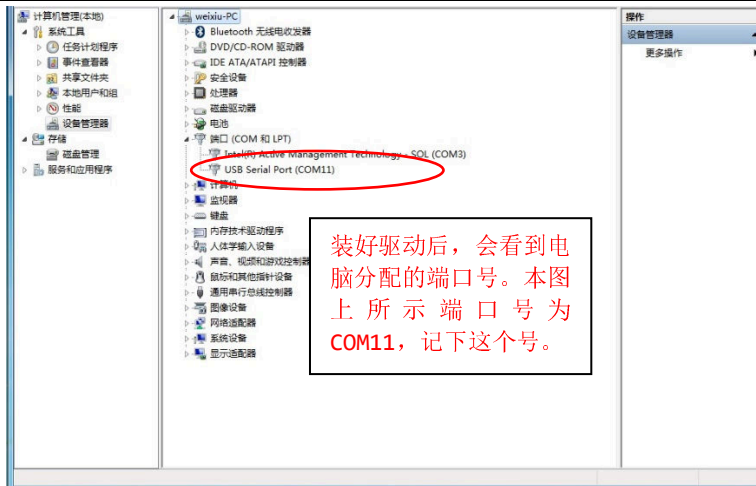 计算机管理(本地)
系统工具
任务计划程序
事件查看器
共享文件夹
本地用户和组
性能
设备管理器
存储
磁盘管理
服务和应用程序
weixiu-PC
Bluetooth 无线电收发器
DVD/CD-ROM 驱动器
IDE ATA/ATAPI 控制器
安全设备
处理器
磁盘驱动器
电池
端口 (COM 和 LPT)
Intel(R) Active Management Technology - SOL (COM3)
USB Serial Port (COM11)
计算机
监视器
键盘
内存技术驱动程序
人体学输入设备
声音、视频和游戏控制器
鼠标和其他指针设备
通用串行总线控制器
图像设备
网络适配器
系统设备
显示适配器
装好驱动后，会看到电
脑分配的端口号。本图
上所示端口号为
COM11，记下这个号。
操作
设备管理器
更多操作